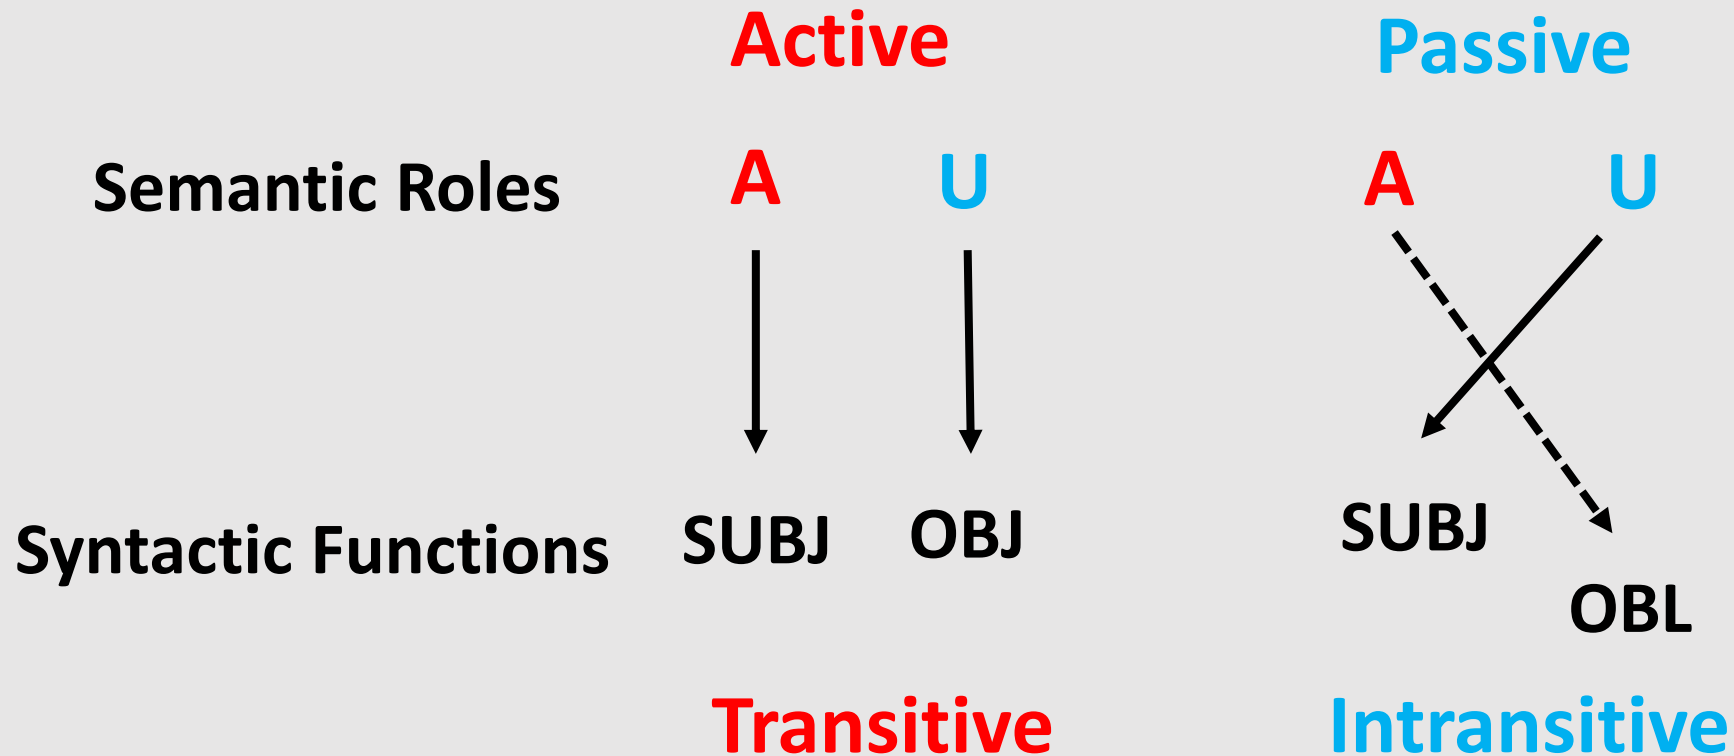 Active Passive
Semantic Roles A U A U
Syntactic Functions SUBJ OBJ SUBJ
OBL
Transitive Intransitive